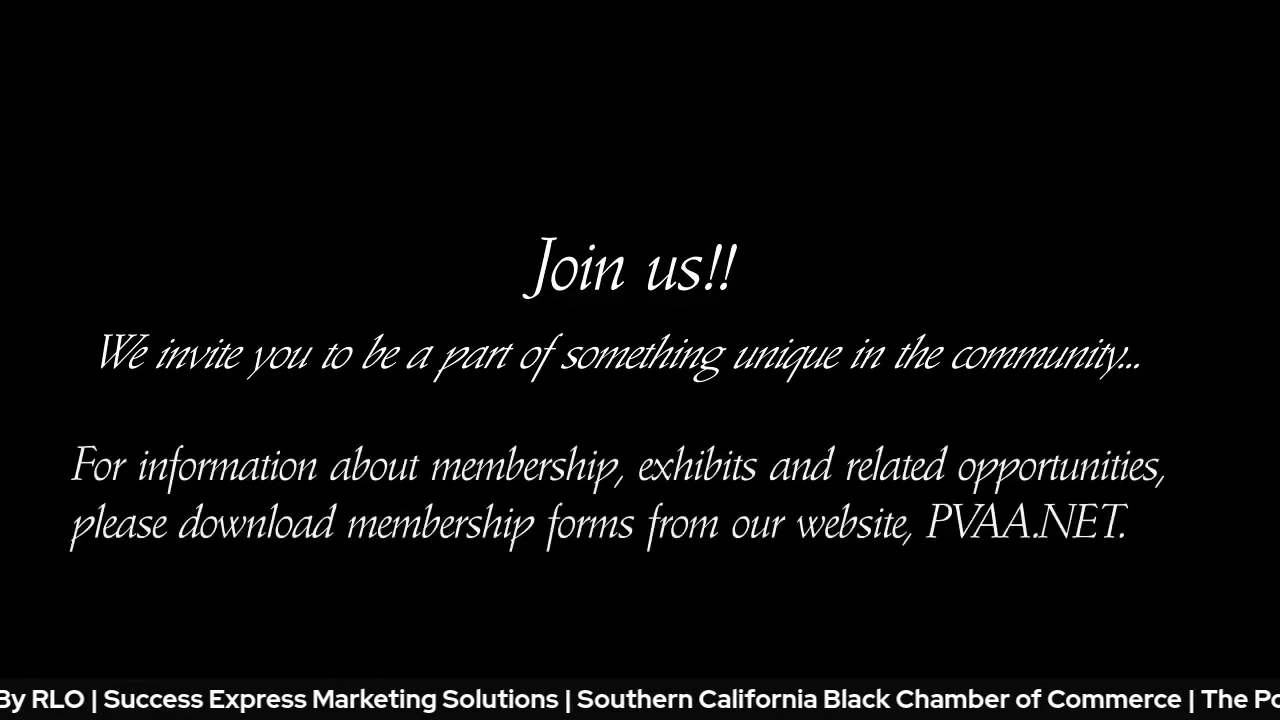 Join us!!
We invite you to be a part of something unique in the community...
For information about membership, exhibits and related opportunities,
please download membership forms from our website, PVAA.NET.
By RLO | Success Express Marketing Solutions | Southern California Black Chamber of Commerce | The